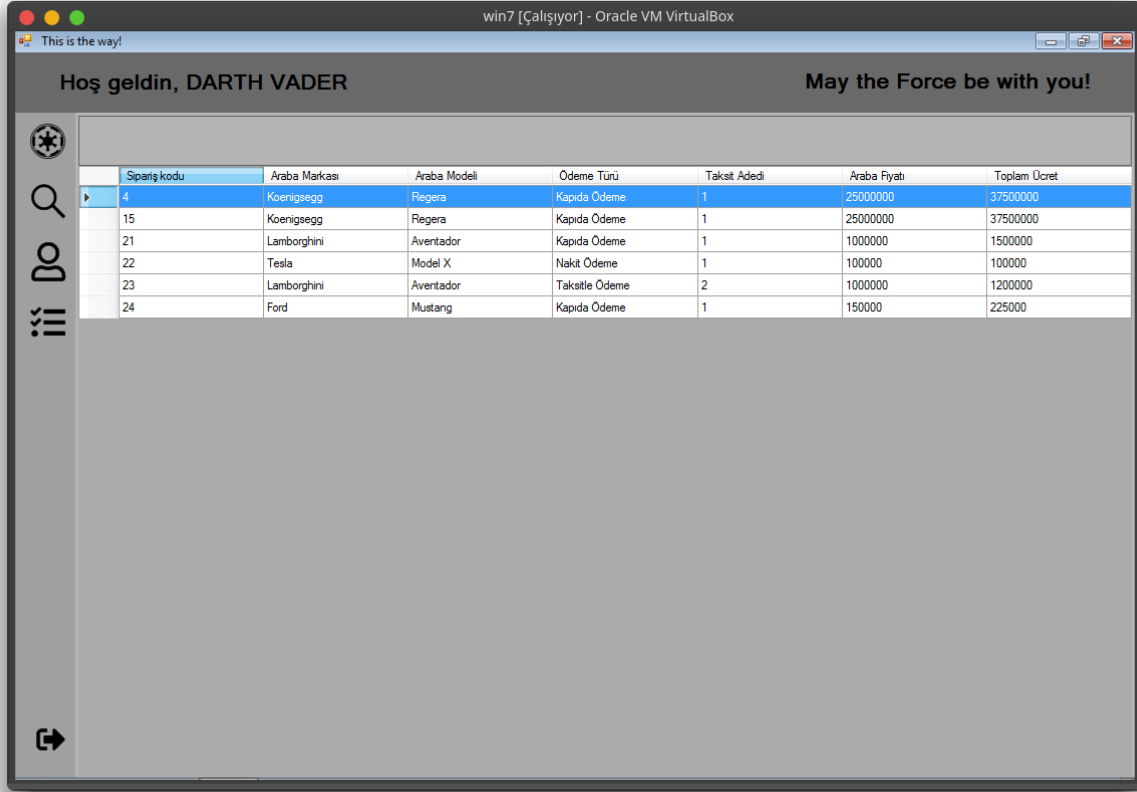 win7 [Çalışıyor] - Oracle VM VirtualBox
This is the way!
Hoş geldin, DARTH VADER May the Force be with you!
Sipariş kodu Araba Markası Araba Modeli Ödeme Türü Taksit Adedi Araba Fiyatı Toplam Ücret
4 Koenigsegg Regera Kapıda Ödeme 1 25000000 37500000
15 Koenigsegg Regera Kapıda Ödeme 1 25000000 37500000
21 Lamborghini Aventador Kapıda Ödeme 1 1000000 1500000
22 Tesla Model X Nakit Ödeme 1 100000 100000
23 Lamborghini Aventador Taksitle Ödeme 2 1000000 1200000
24 Ford Mustang Kapıda Ödeme 1 150000 225000